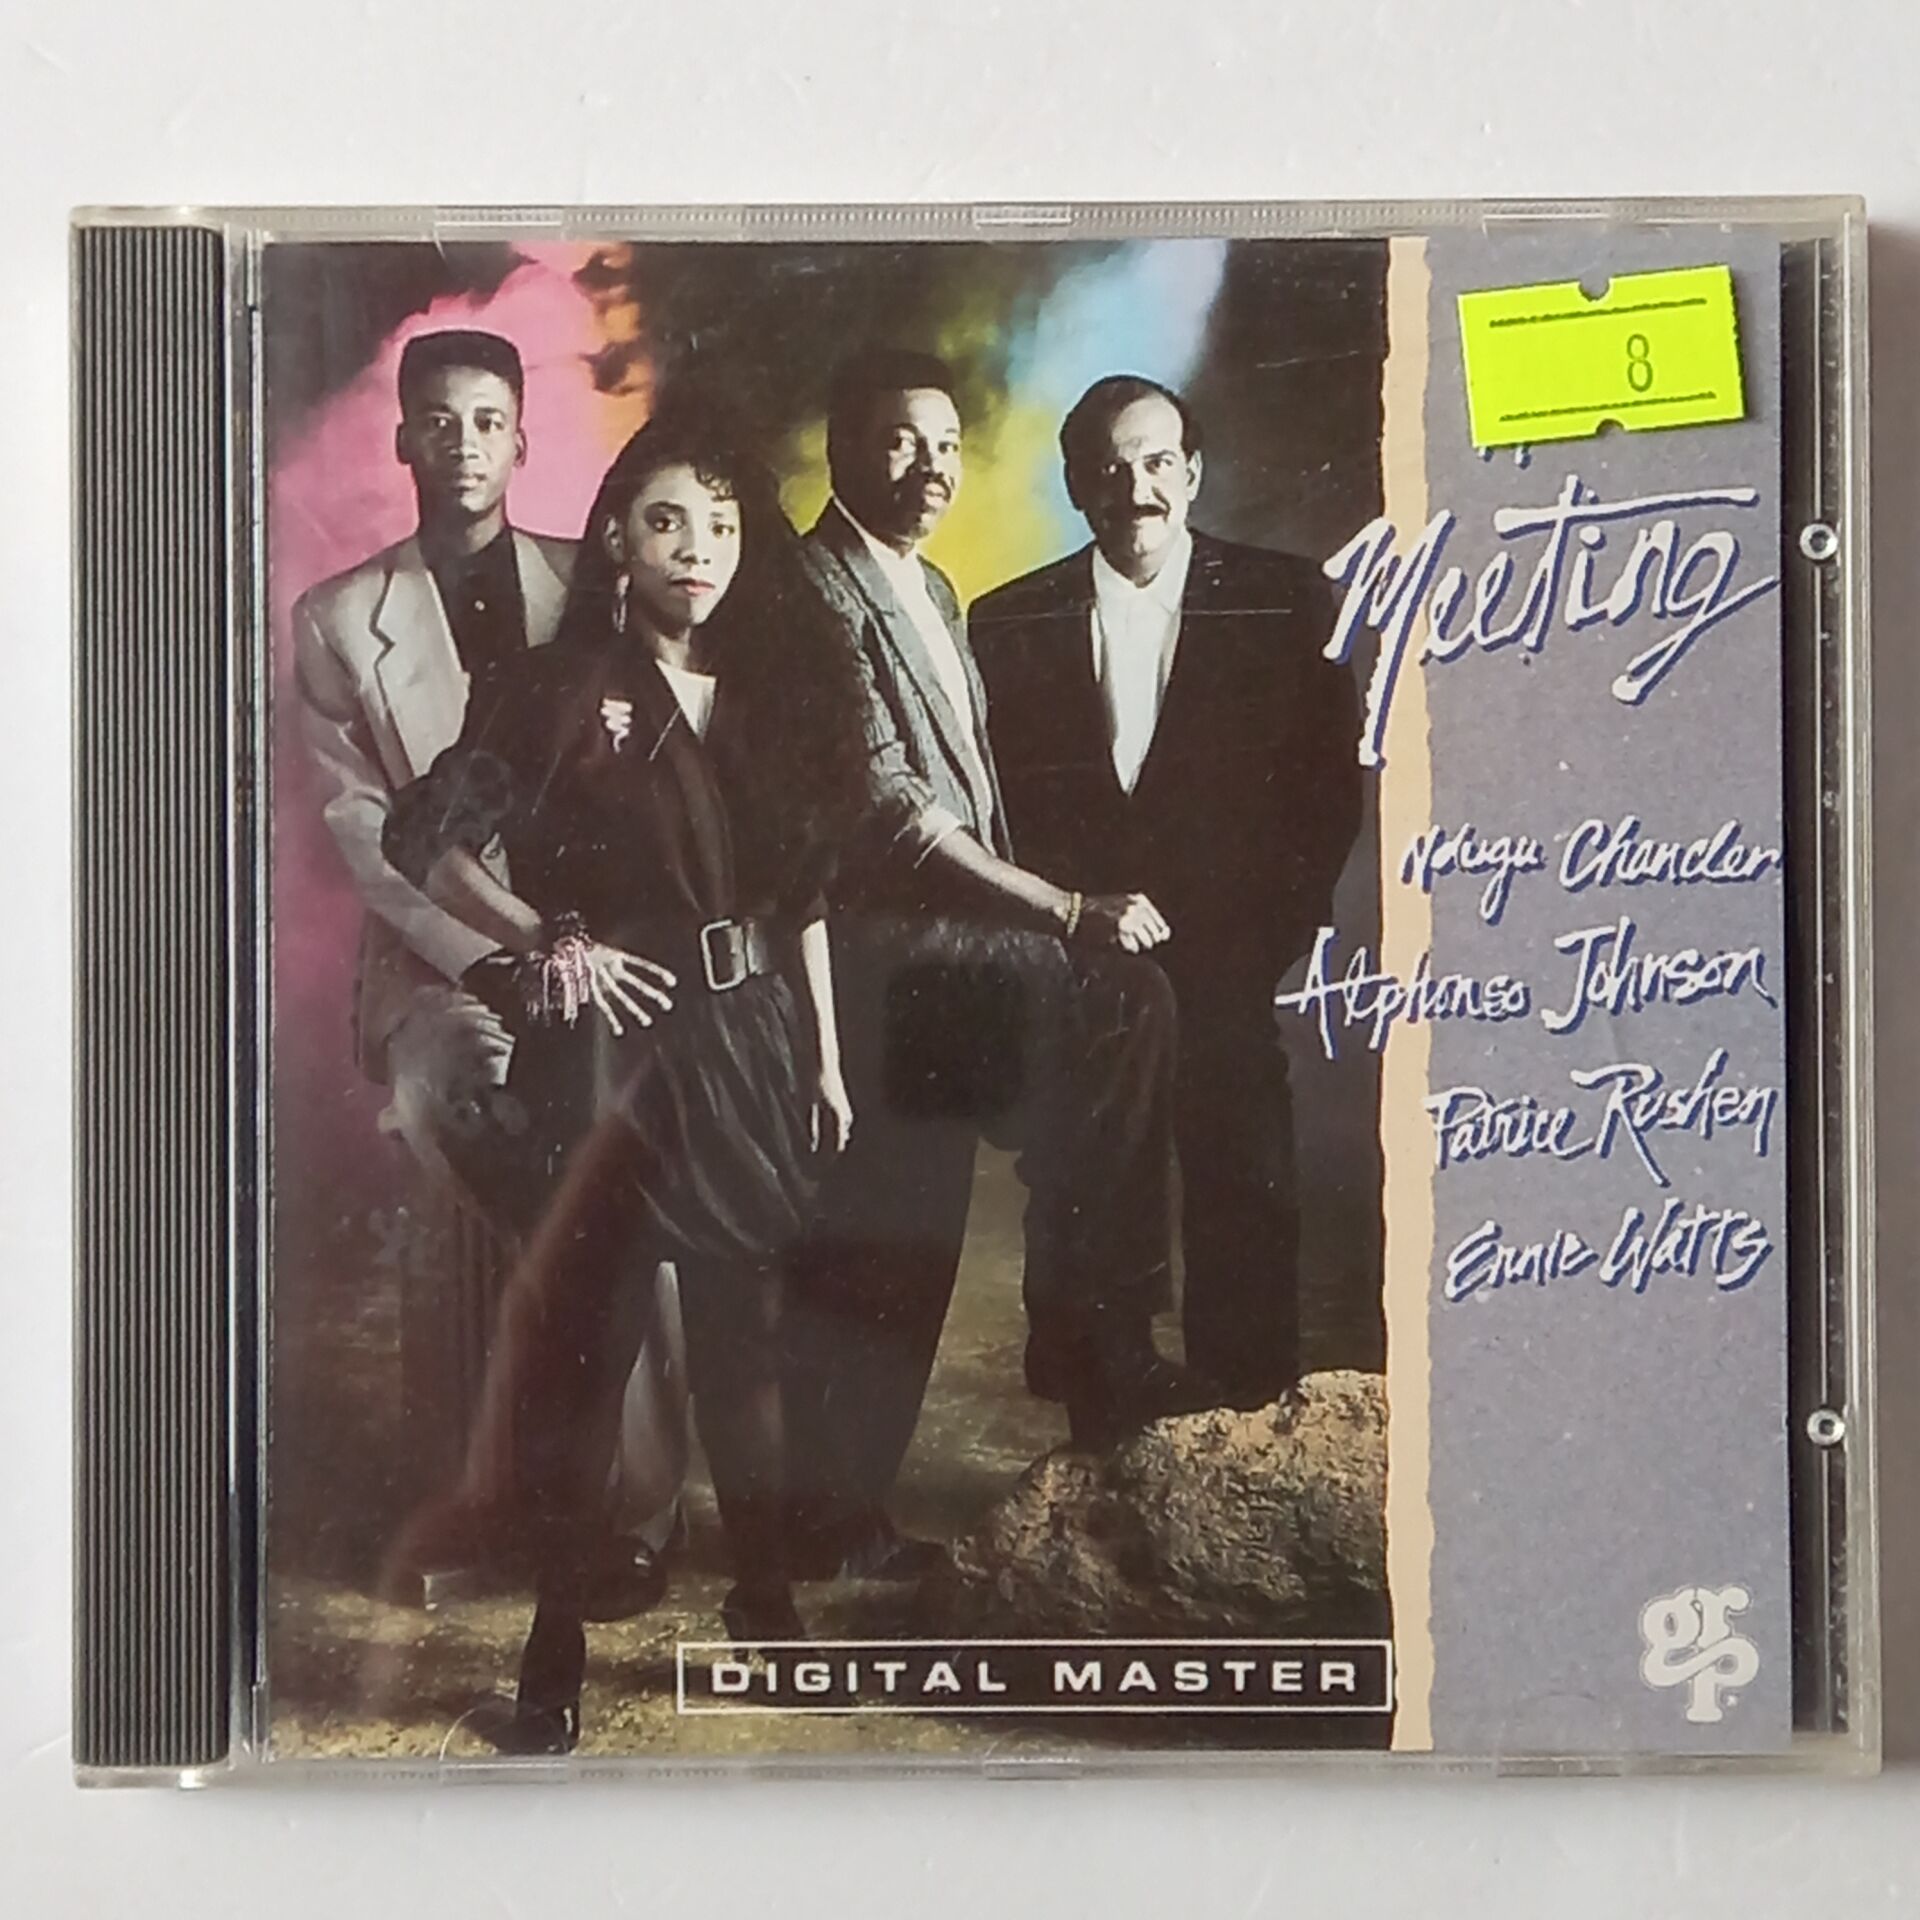 8
Meeting
Ndugu Chancler
Alphonso Johnson
Patrice Rushen
Ernie Watts
DIGITAL MASTER
grp